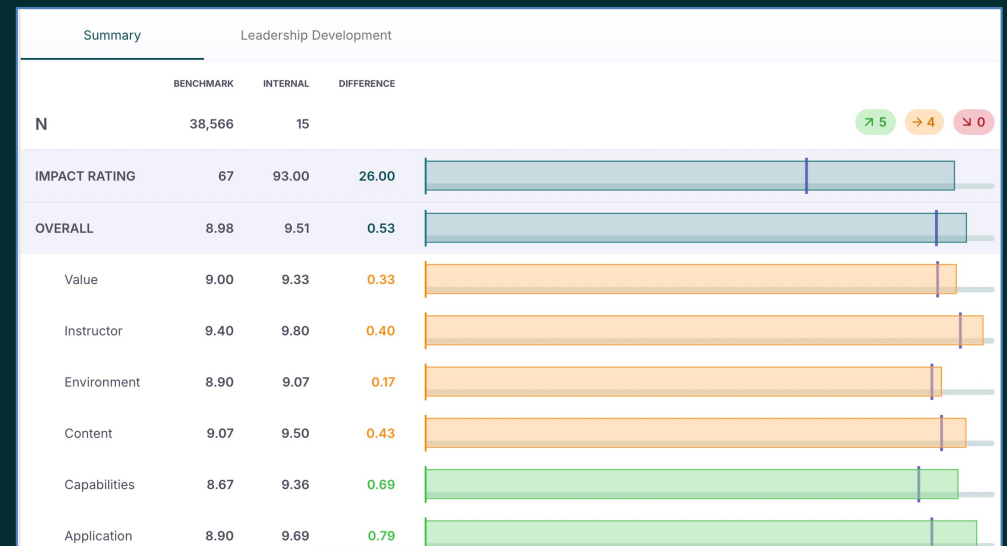 Summary Leadership Development
BENCHMARK INTERNAL DIFFERENCE
N 38,566 15 ↗ 5 → 4 ↘ 0
IMPACT RATING 67 93.00 26.00
OVERALL 8.98 9.51 0.53
Value 9.00 9.33 0.33
Instructor 9.40 9.80 0.40
Environment 8.90 9.07 0.17
Content 9.07 9.50 0.43
Capabilities 8.67 9.36 0.69
Application 8.90 9.69 0.79